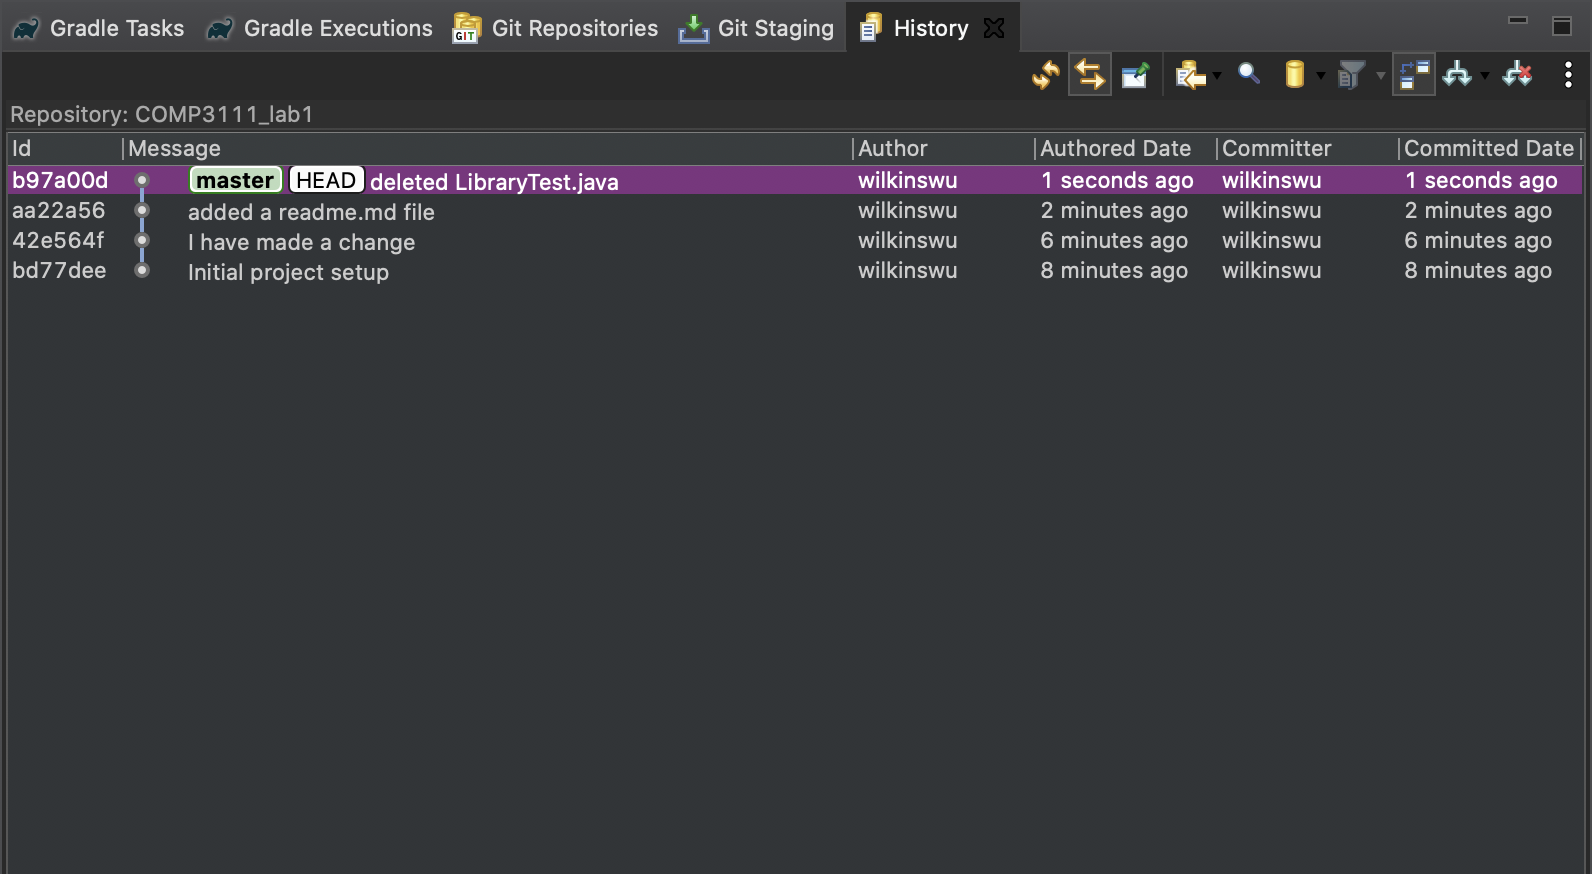 Gradle Tasks Gradle Executions GIT Git Repositories Git Staging History
Repository: COMP3111_lab1
Id Message Author Authored Date Committer Committed Date
b97a00d master HEAD deleted LibraryTest.java wilkinswu 1 seconds ago wilkinswu 1 seconds ago
aa22a56 added a readme.md file wilkinswu 2 minutes ago wilkinswu 2 minutes ago
42e564f I have made a change wilkinswu 6 minutes ago wilkinswu 6 minutes ago
bd77dee Initial project setup wilkinswu 8 minutes ago wilkinswu 8 minutes ago